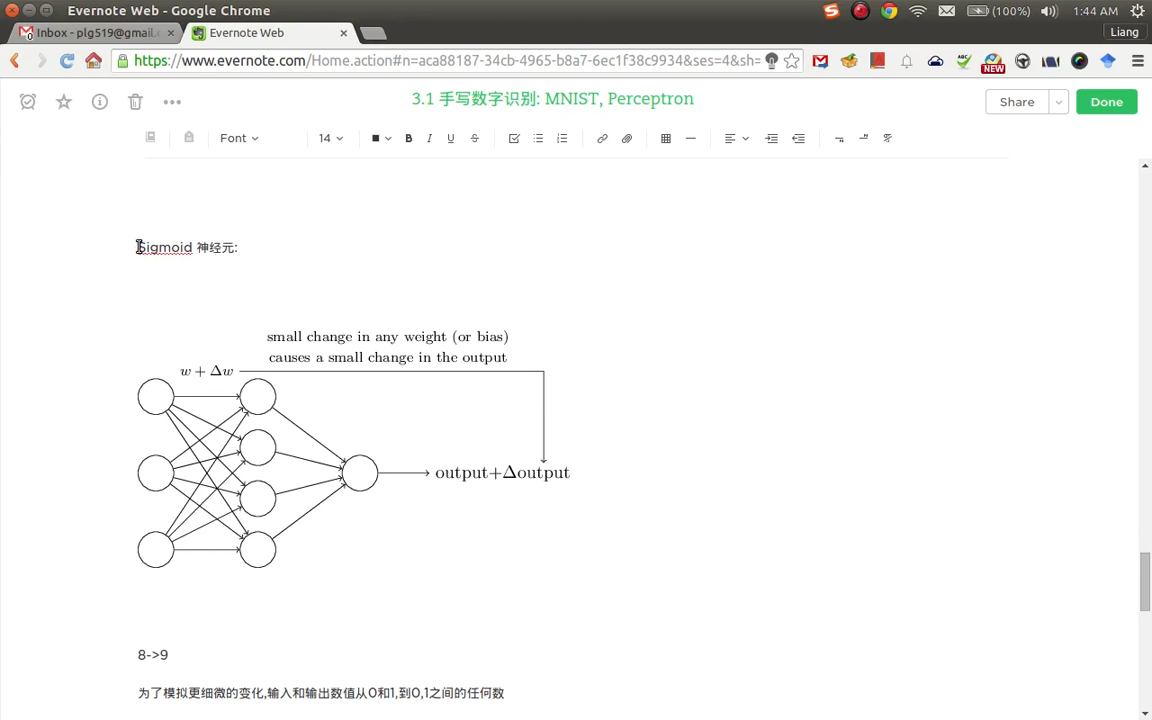 Evernote Web - Google Chrome
(100%)
1:44 AM
Inbox - plg519@gmail.c
Evernote Web
Liang
https://www.evernote.com/Home.action#n=aca88187-34cb-4965-b8a7-6ec1f38c9934&ses=4&sh=
NEW
3.1 手写数字识别: MNIST, Perceptron
Share
Done
Font
14
B
I
U
S
Sigmoid 神经元:
small change in any weight (or bias)
causes a small change in the output
w + Δw
output+Δoutput
8->9
为了模拟更细微的变化,输入和输出数值从0和1,到0,1之间的任何数